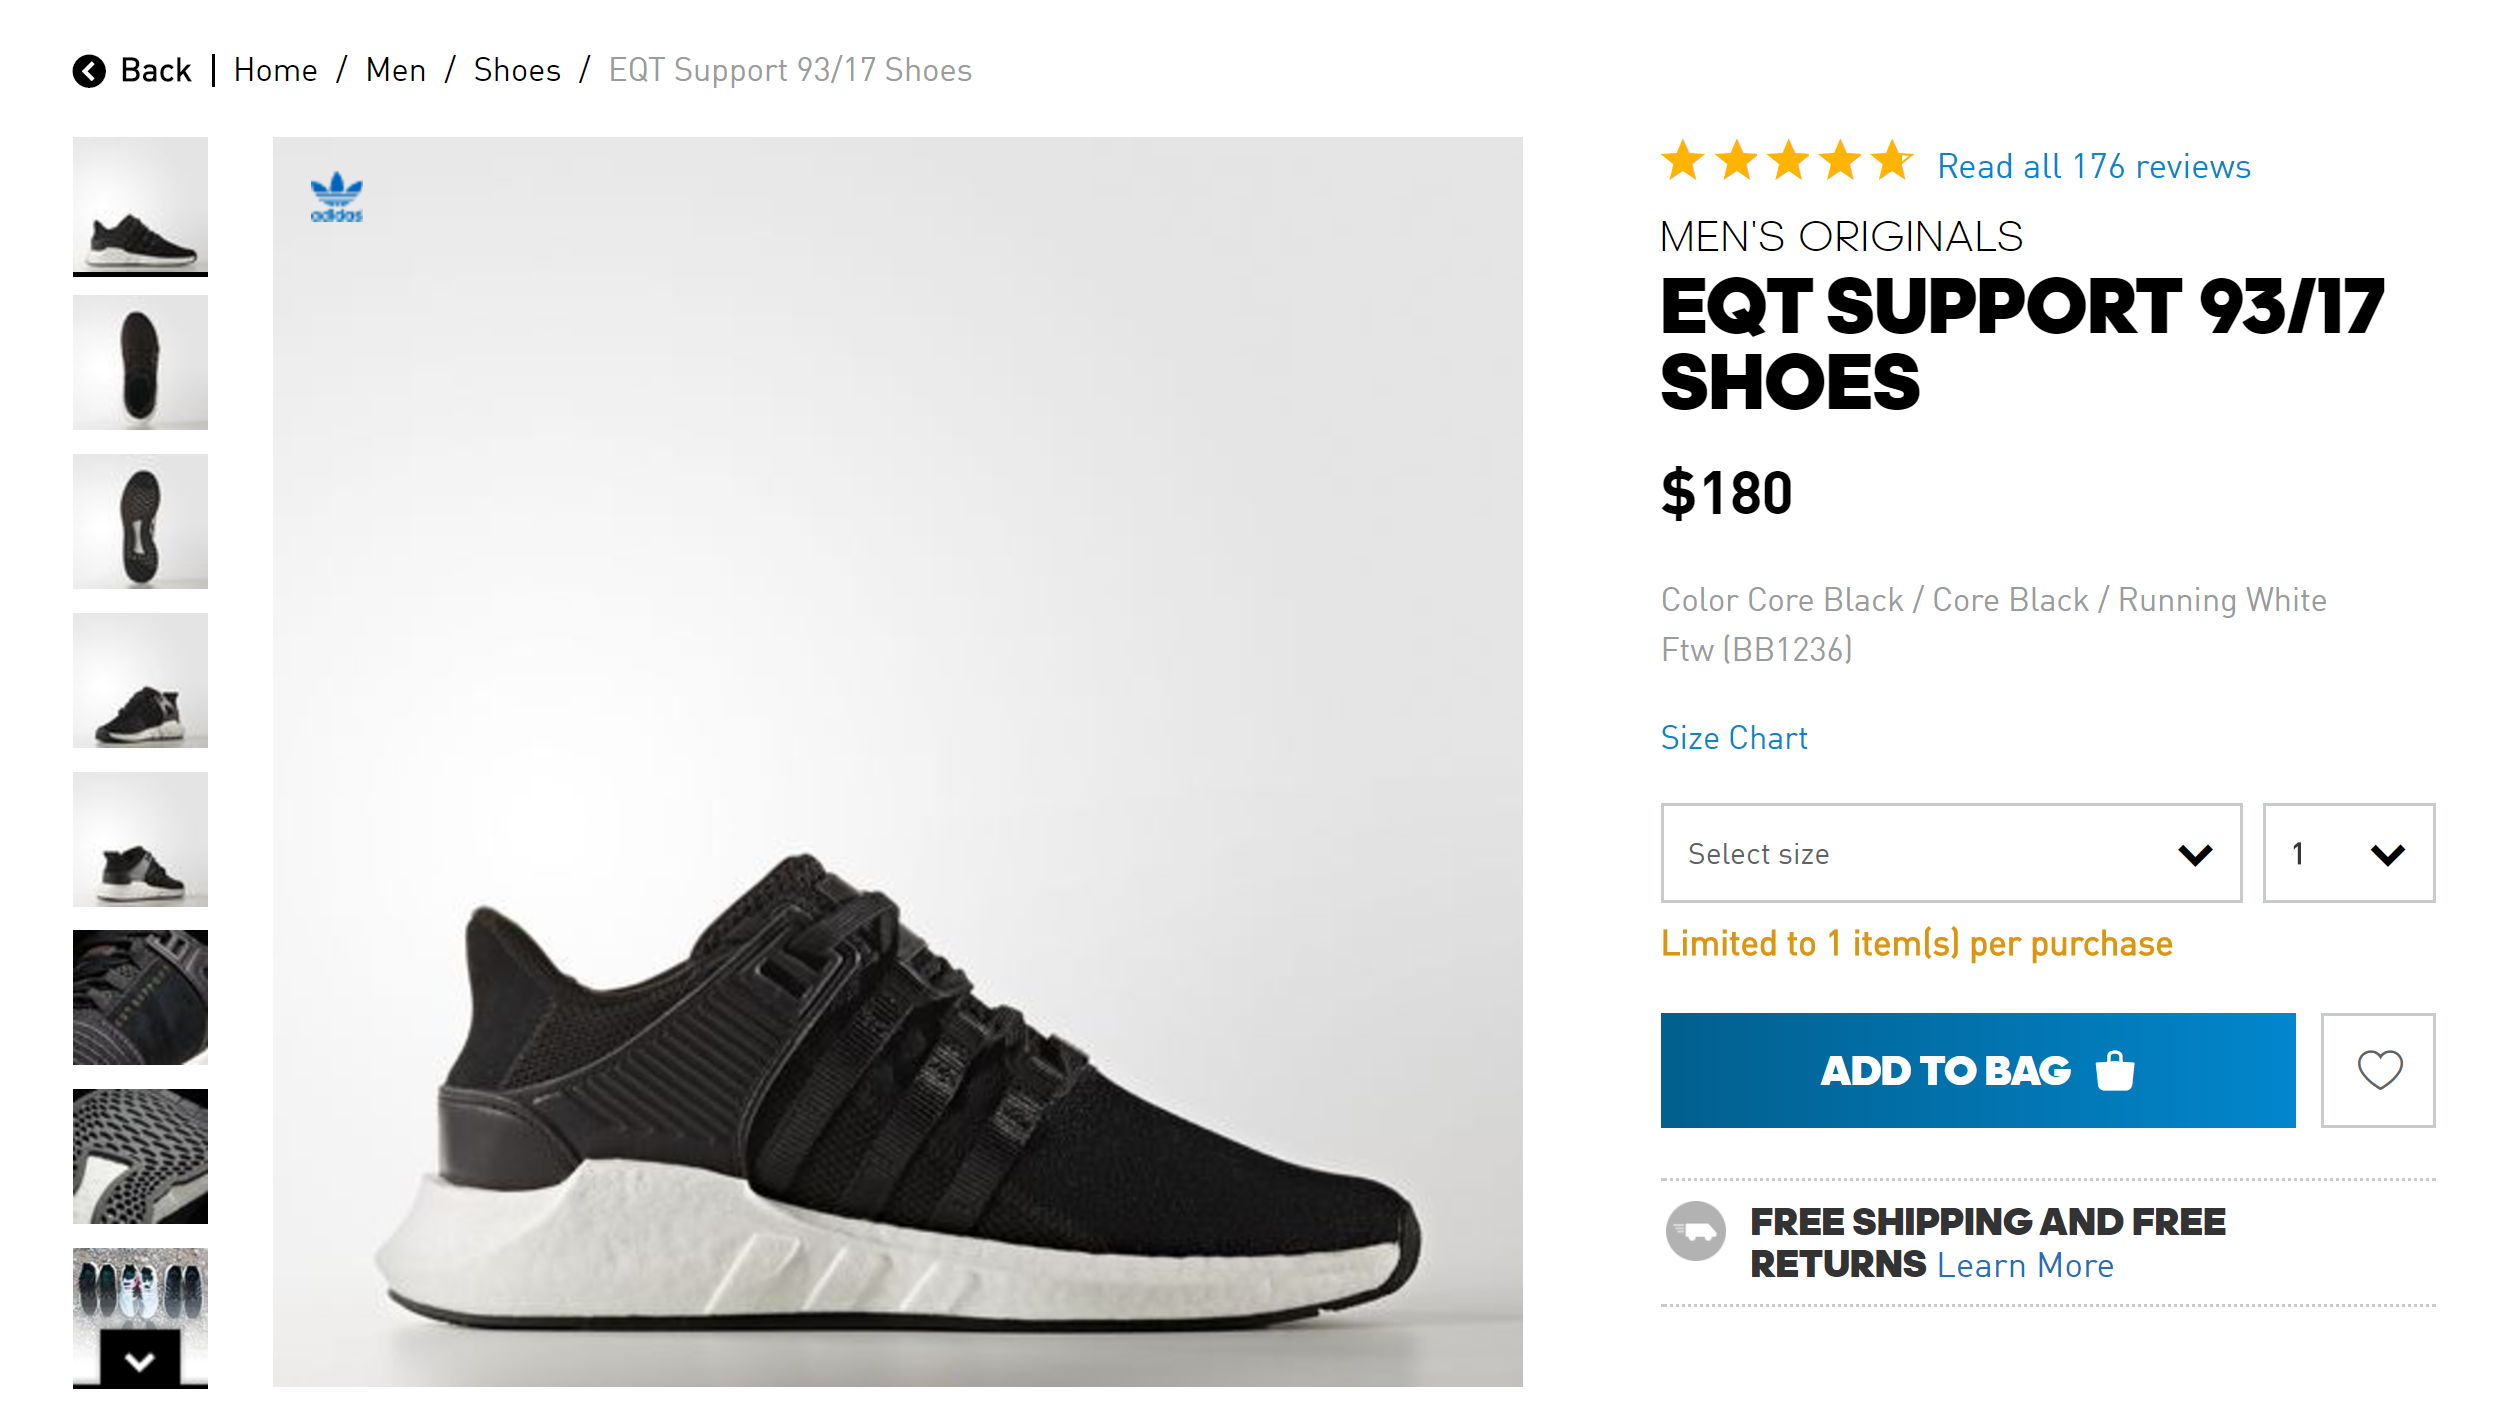 Back | Home / Men / Shoes / EQT Support 93/17 Shoes
adidas
Read all 176 reviews
MEN'S ORIGINALS
EQT SUPPORT 93/17
SHOES
$180
Color Core Black / Core Black / Running White
Ftw (BB1236)
Size Chart
Select size
1
Limited to 1 item(s) per purchase
ADD TO BAG
FREE SHIPPING AND FREE
RETURNS Learn More